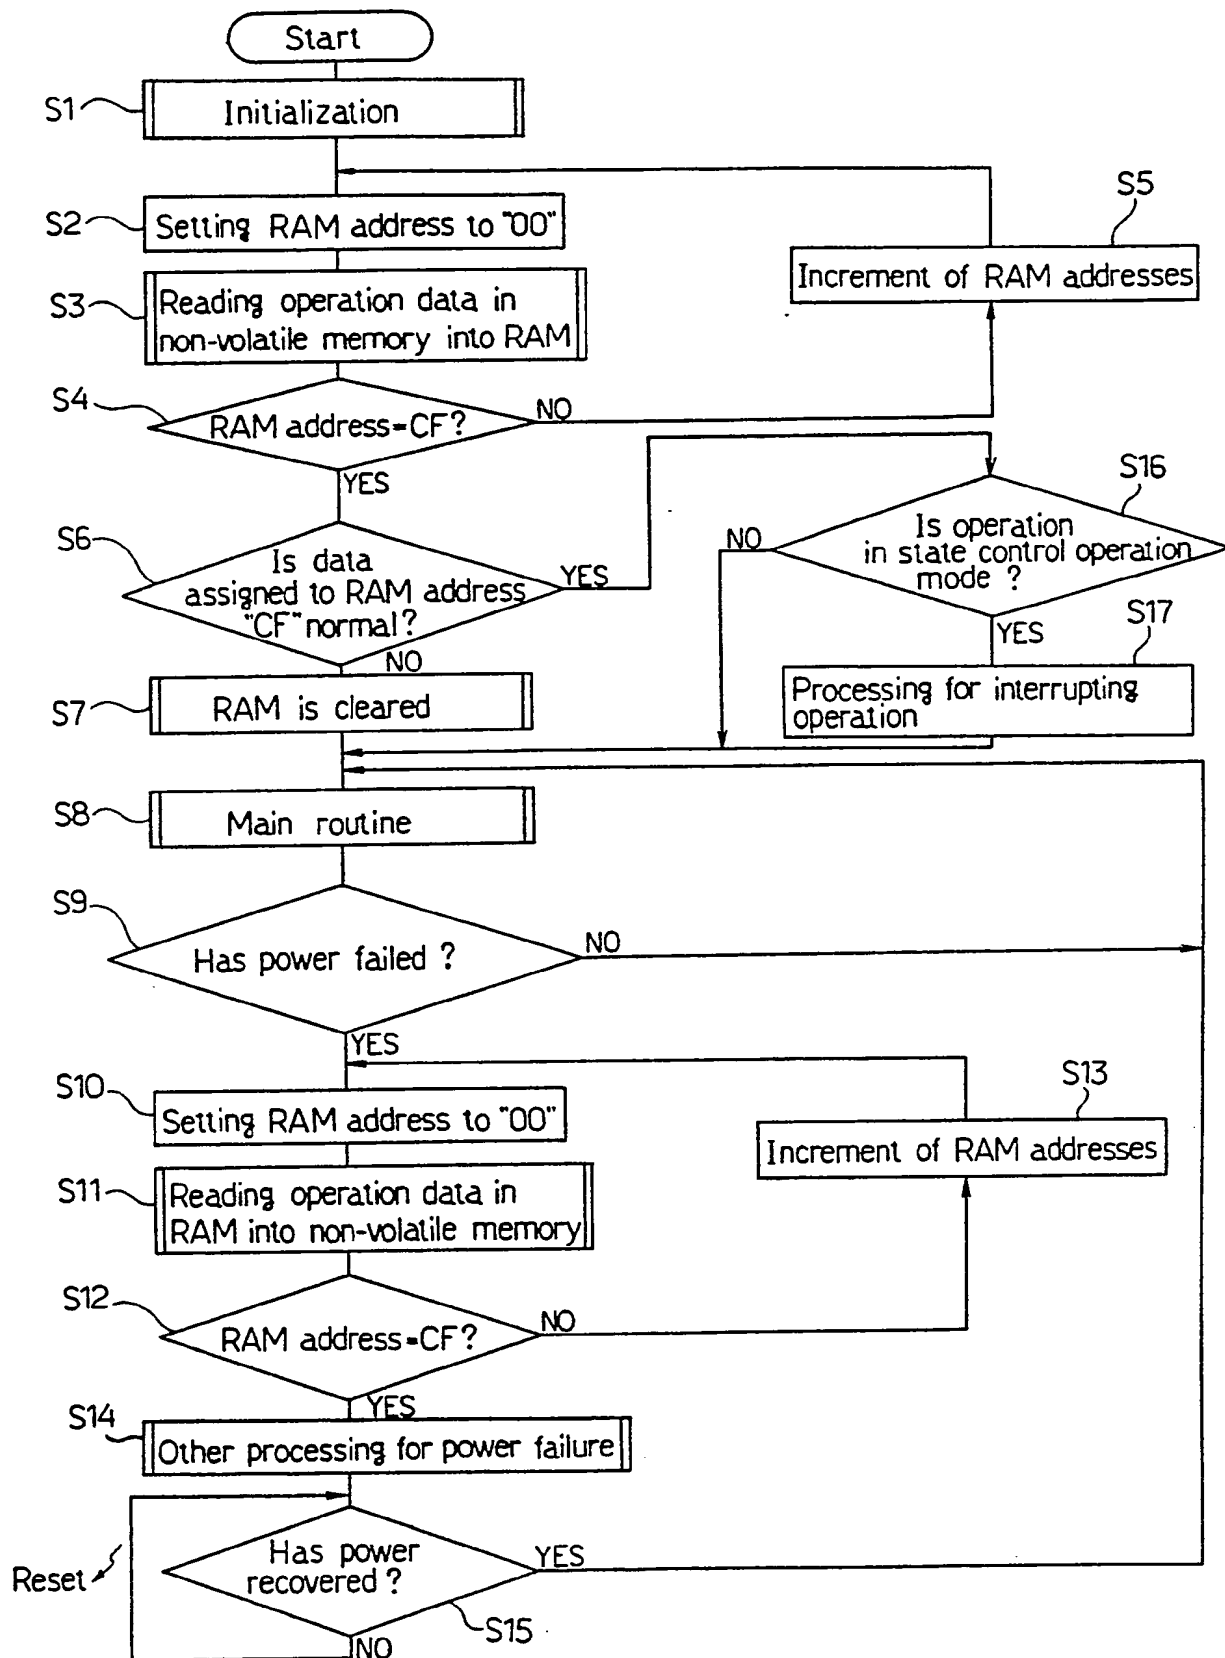 Start
S1
Initialization
S5
S2
Setting RAM address to "00"
Increment of RAM addresses
S3
Reading operation data in
non-volatile memory into RAM
S4
RAM address=CF?
NO
YES
S16
S6
Is data
assigned to RAM address
"CF" normal?
YES
NO
Is operation
in state control operation
mode ?
NO
YES
S17
S7
RAM is cleared
Processing for interrupting
operation
S8
Main routine
S9
Has power failed ?
NO
YES
S10
Setting RAM address to "00"
S13
Increment of RAM addresses
S11
Reading operation data in
RAM into non-volatile memory
S12
RAM address=CF?
NO
YES
S14
Other processing for power failure
Has power
recovered ?
YES
Reset
S15
NO